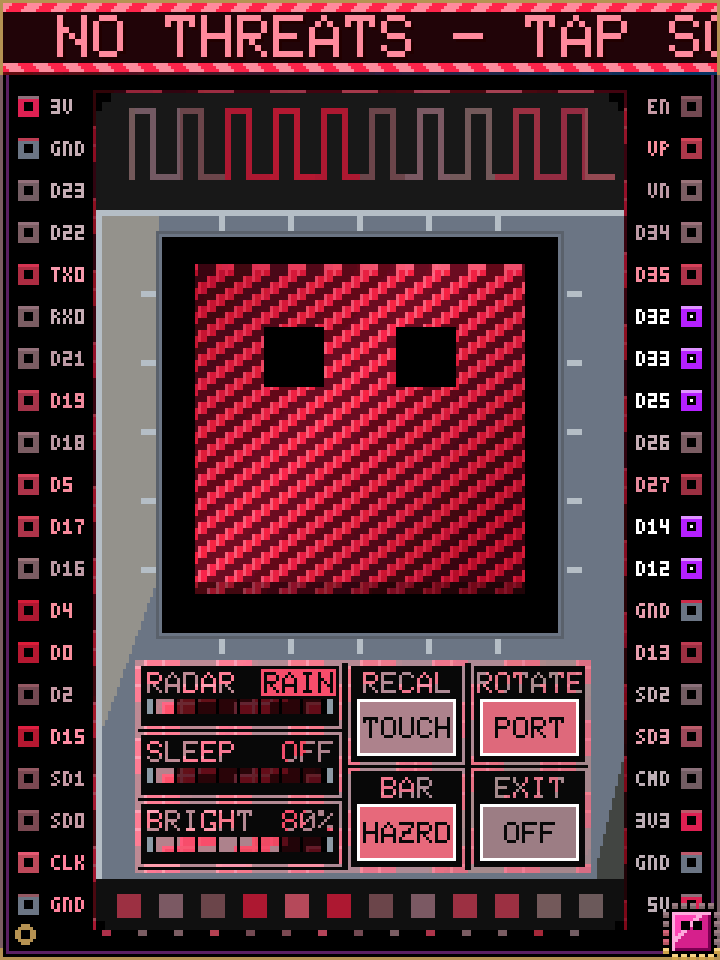 NO THREATS - TAP
3V
GND
D23
D22
TX0
RX0
D21
D19
D18
D5
D17
D16
D4
D0
D2
D15
SD1
SD0
CLK
GND
EN
VP
VN
D34
D35
D32
D33
D25
D26
D27
D14
D12
GND
D13
SD2
SD3
CMD
3V3
GND
5V
RADAR RAIN
SLEEP OFF
BRIGHT 80%
RECAL
TOUCH
ROTATE
PORT
BAR
HAZRD
EXIT
OFF